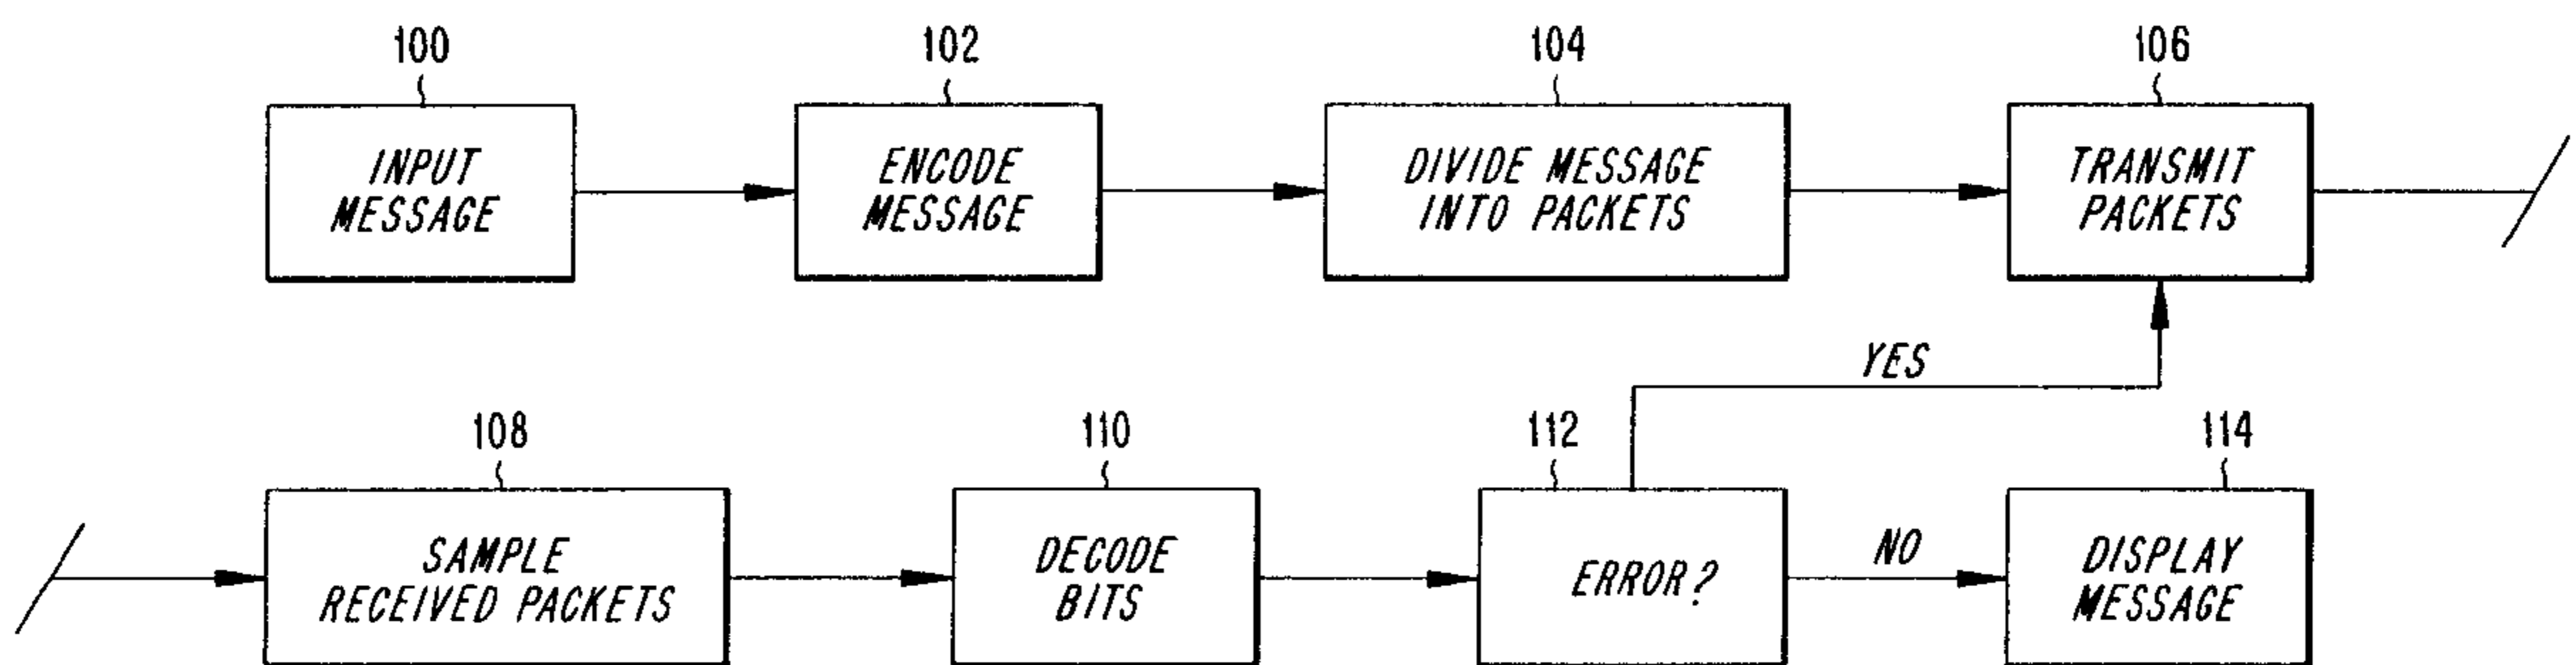 100
INPUT
MESSAGE
102
ENCODE
MESSAGE
104
DIVIDE MESSAGE
INTO PACKETS
106
TRANSMIT
PACKETS
YES
108
SAMPLE
RECEIVED PACKETS
110
DECODE
BITS
112
ERROR?
NO
114
DISPLAY
MESSAGE